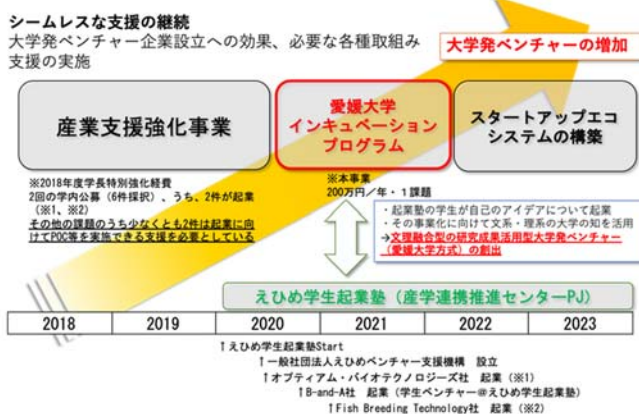 シームレスな支援の継続
大学発ベンチャー企業設立への効果、必要な各種取組み
支援の実施
大学発ベンチャーの増加
産業支援強化事業
愛媛大学
インキュベーション
プログラム
スタートアップエコ
システムの構築
※2018年度学長特別強化経費
2回の学内公募(6件採択)、うち、2件が起業
(※1、※2)
その他の課題のうち少なくとも2件は起業に向
けてPOC等を実施できる支援を必要としている
※本事業
200万円/年・1課題
・起業塾の学生が自己のアイデアについて起業
・その事業化に向けて文系・理系の大学の知を活用
→文理融合型の研究成果活用型大学発ベンチャー
(愛媛大学方式)の創出
えひめ学生起業塾(産学連携推進センターPJ)
2018 2019 2020 2021 2022 2023
↑えひめ学生起業塾Start
↑一般社団法人えひめベンチャー支援機構 設立
↑オプティアム・バイオテクノロジーズ社 起業(※1)
↑B-and-A社 起業(学生ベンチャー@えひめ学生起業塾)
↑Fish Breeding Technology社 起業(※2)